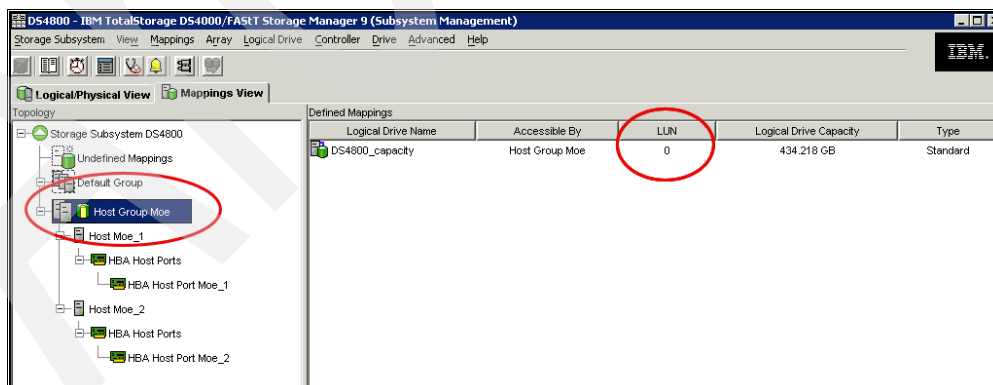 DS4800 - IBM TotalStorage DS4000/FAStT Storage Manager 9 (Subsystem Management)
Storage Subsystem View Mappings Array Logical Drive Controller Drive Advanced Help
IBM.
Logical/Physical View Mappings View
Topology
Defined Mappings
Logical Drive Name Accessible By LUN Logical Drive Capacity Type
DS4800_capacity Host Group Moe 0 434.218 GB Standard
Storage Subsystem DS4800
Undefined Mappings
Default Group
Host Group Moe
Host Moe_1
HBA Host Ports
HBA Host Port Moe_1
Host Moe_2
HBA Host Ports
HBA Host Port Moe_2